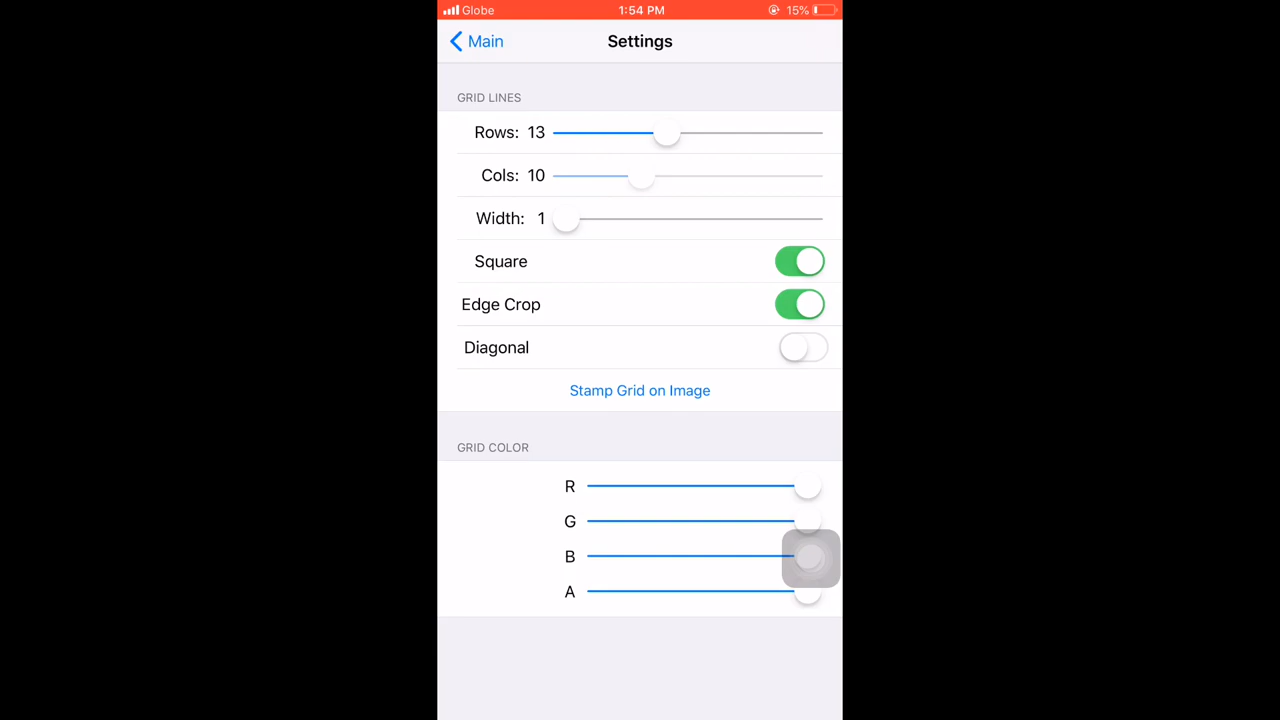 Globe 1:54 PM 15%
Main Settings
GRID LINES
Rows: 13
Cols: 10
Width: 1
Square
Edge Crop
Diagonal
Stamp Grid on Image
GRID COLOR
R
G
B
A